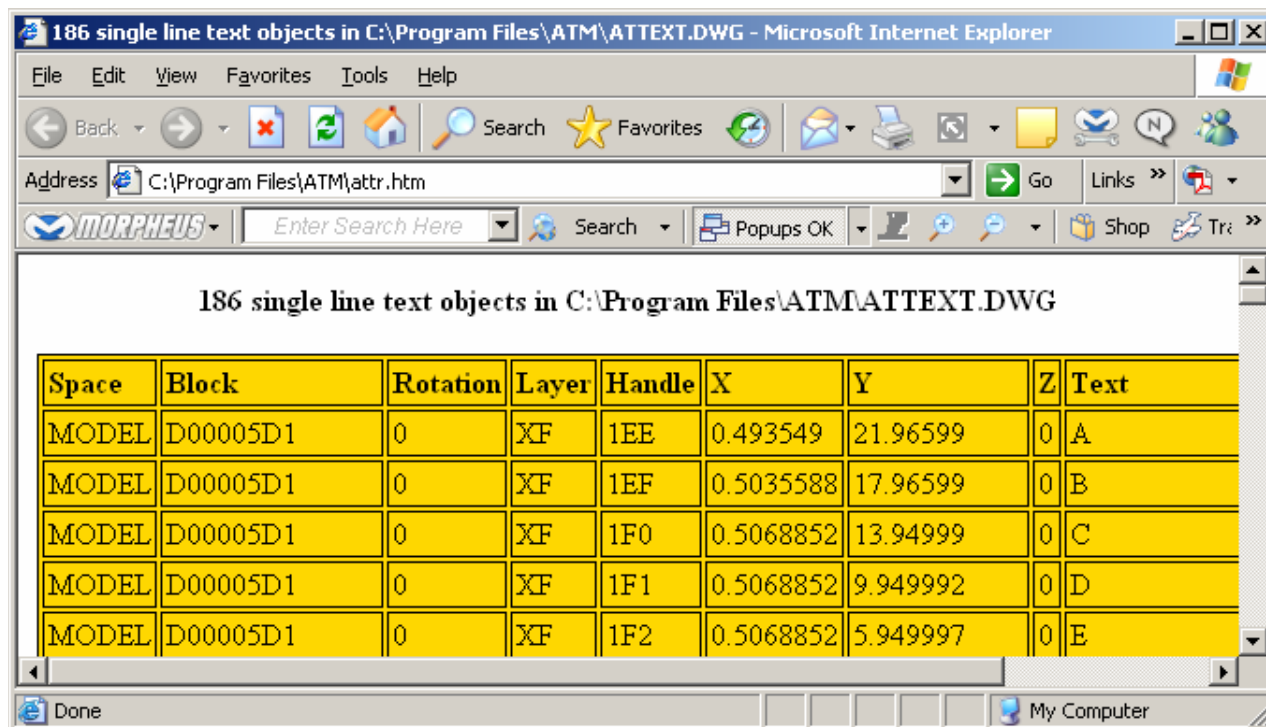 186 single line text objects in C:\Program Files\ATM\ATTEXT.DWG - Microsoft Internet Explorer
File Edit View Favorites Tools Help
Back Search Favorites N
Address C:\Program Files\ATM\attr.htm Go Links »
MORPHEUS Enter Search Here Search Popups OK Shop Tra »
186 single line text objects in C:\Program Files\ATM\ATTEXT.DWG
Space Block Rotation Layer Handle X Y Z Text
MODEL D00005D1 0 XF 1EE 0.493549 21.96599 0 A
MODEL D00005D1 0 XF 1EF 0.5035588 17.96599 0 B
MODEL D00005D1 0 XF 1F0 0.5068852 13.94999 0 C
MODEL D00005D1 0 XF 1F1 0.5068852 9.949992 0 D
MODEL D00005D1 0 XF 1F2 0.5068852 5.949997 0 E
Done My Computer